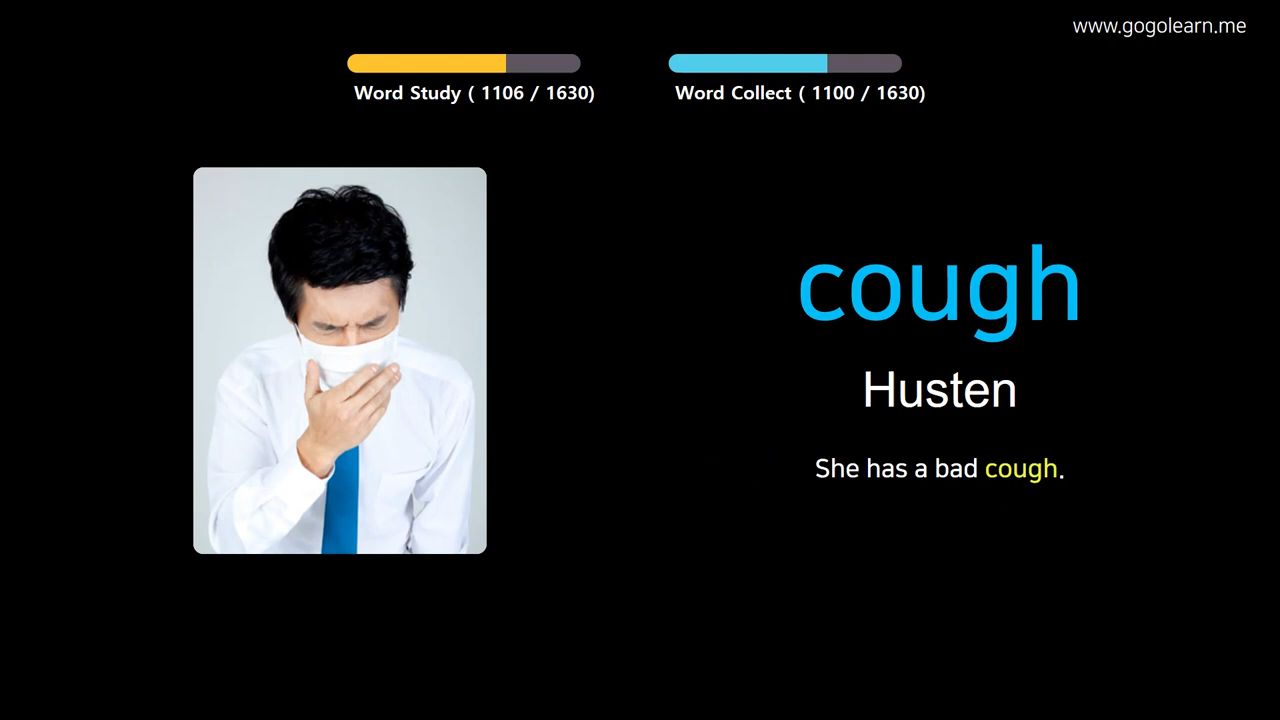 www.gogolearn.me
Word Study ( 1106 / 1630)
Word Collect ( 1100 / 1630)
cough
Husten
She has a bad cough.